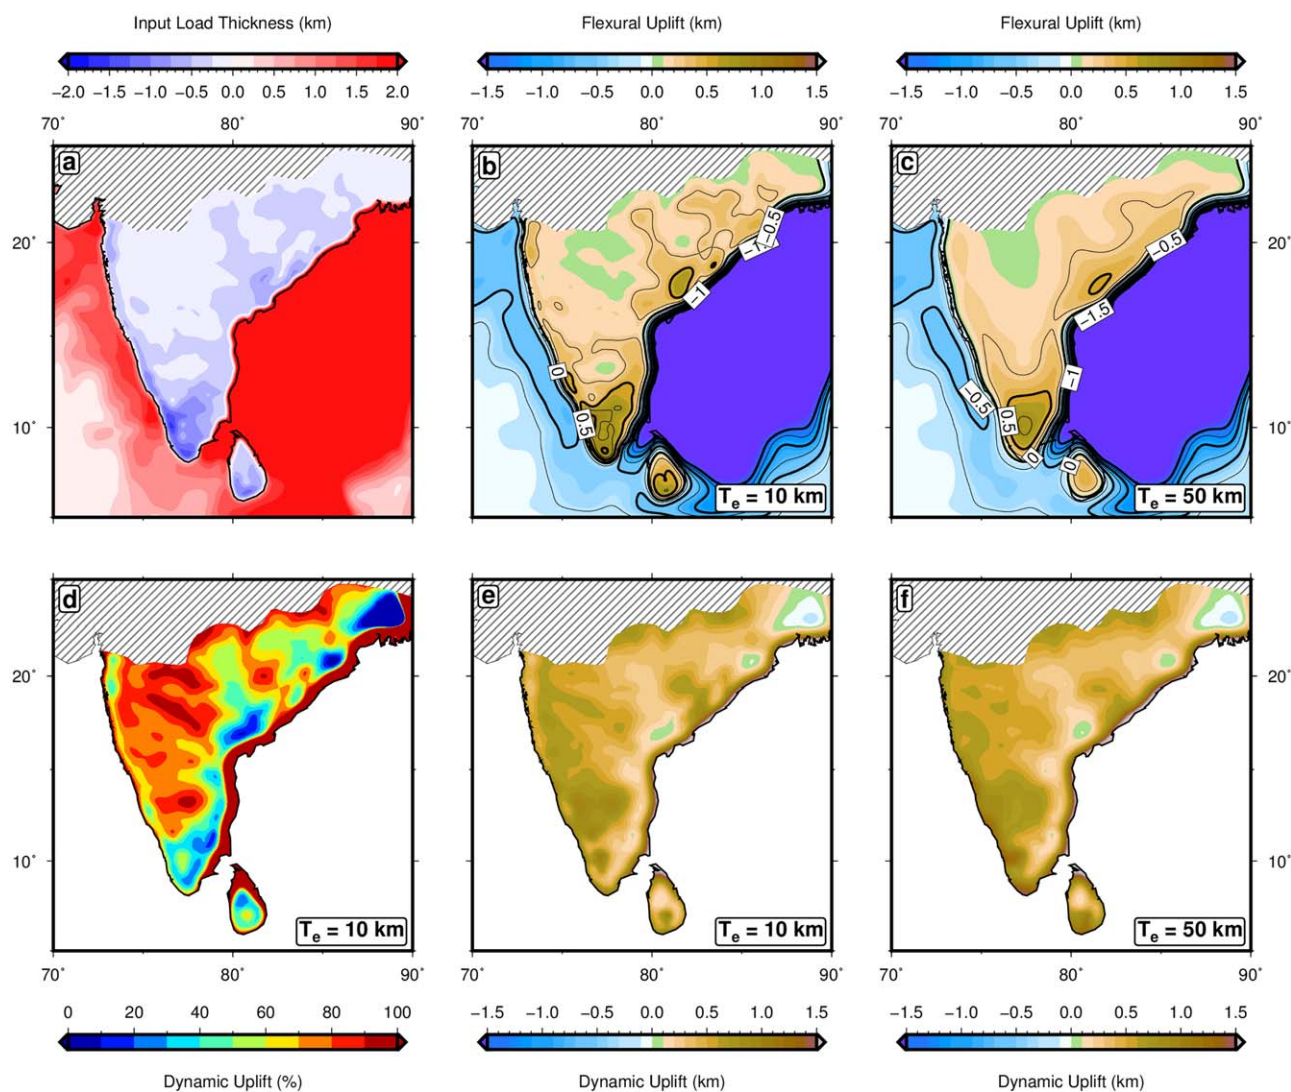 Input Load Thickness (km)
Flexural Uplift (km)
Flexural Uplift (km)
−2.0 −1.5 −1.0 −0.5 0.0 0.5 1.0 1.5 2.0
−1.5 −1.0 −0.5 0.0 0.5 1.0 1.5
−1.5 −1.0 −0.5 0.0 0.5 1.0 1.5
70˚ 80˚ 90˚
80˚
80˚ 90˚
a
20˚
10˚
b
−0.5
−1
0
0.5
Te = 10 km
c
−0.5
−1.5
−1
−0.5
0.5
0
0
Te = 50 km
20˚
10˚
d
20˚
10˚
Te = 10 km
e
Te = 10 km
f
Te = 50 km
20˚
10˚
70˚ 80˚ 90˚
80˚
80˚ 90˚
0 20 40 60 80 100
−1.5 −1.0 −0.5 0.0 0.5 1.0 1.5
−1.5 −1.0 −0.5 0.0 0.5 1.0 1.5
Dynamic Uplift (%)
Dynamic Uplift (km)
Dynamic Uplift (km)